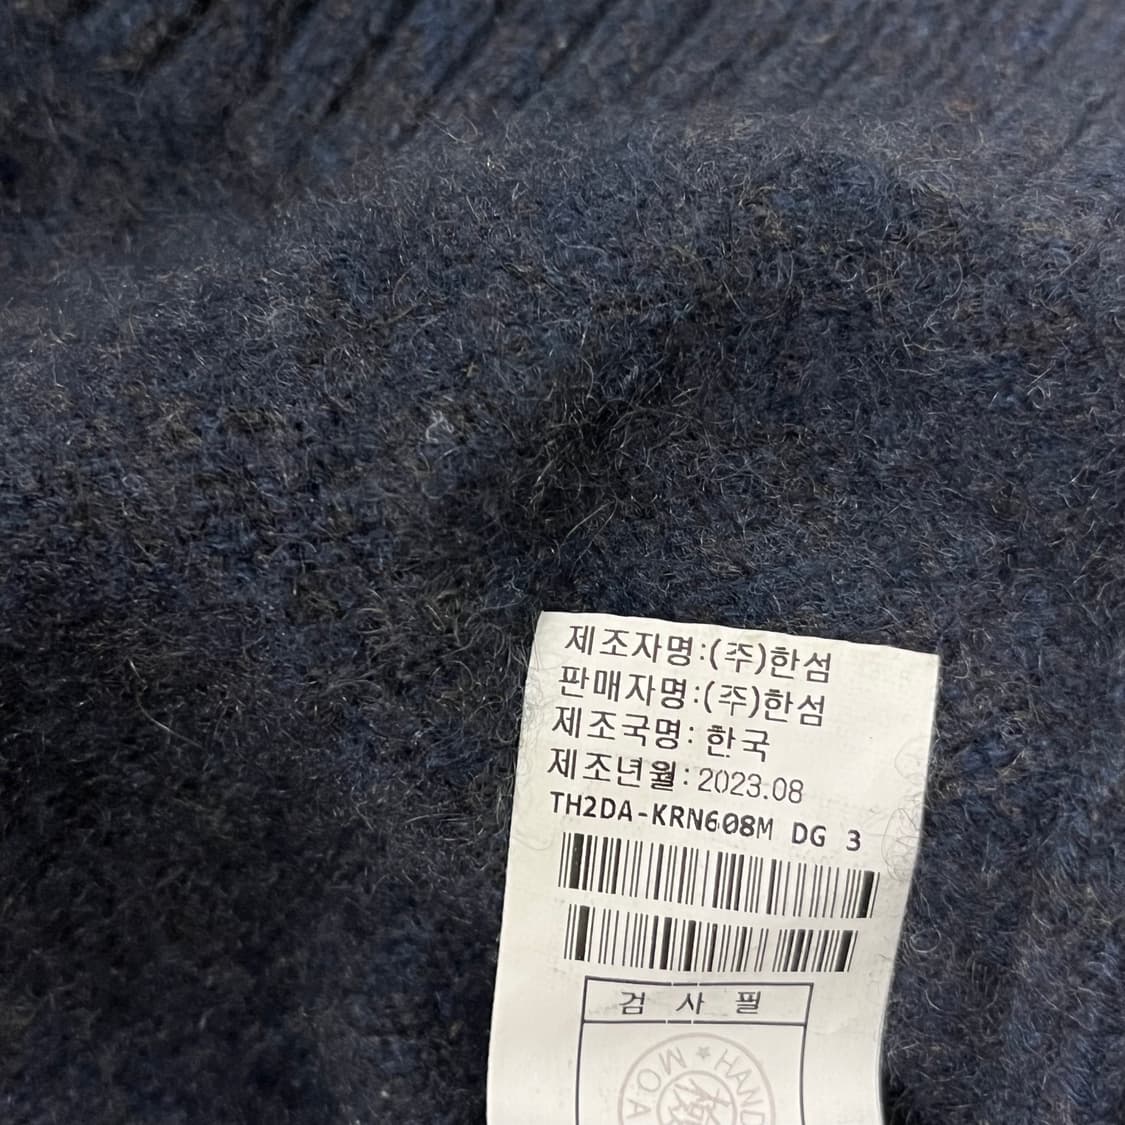 제조자명:(주)한섬
판매자명:(주)한섬
제조국명: 한국
제조년월: 2023.08
TH2DA-KRN608M DG 3
검 사 필
HAND
M.O.A